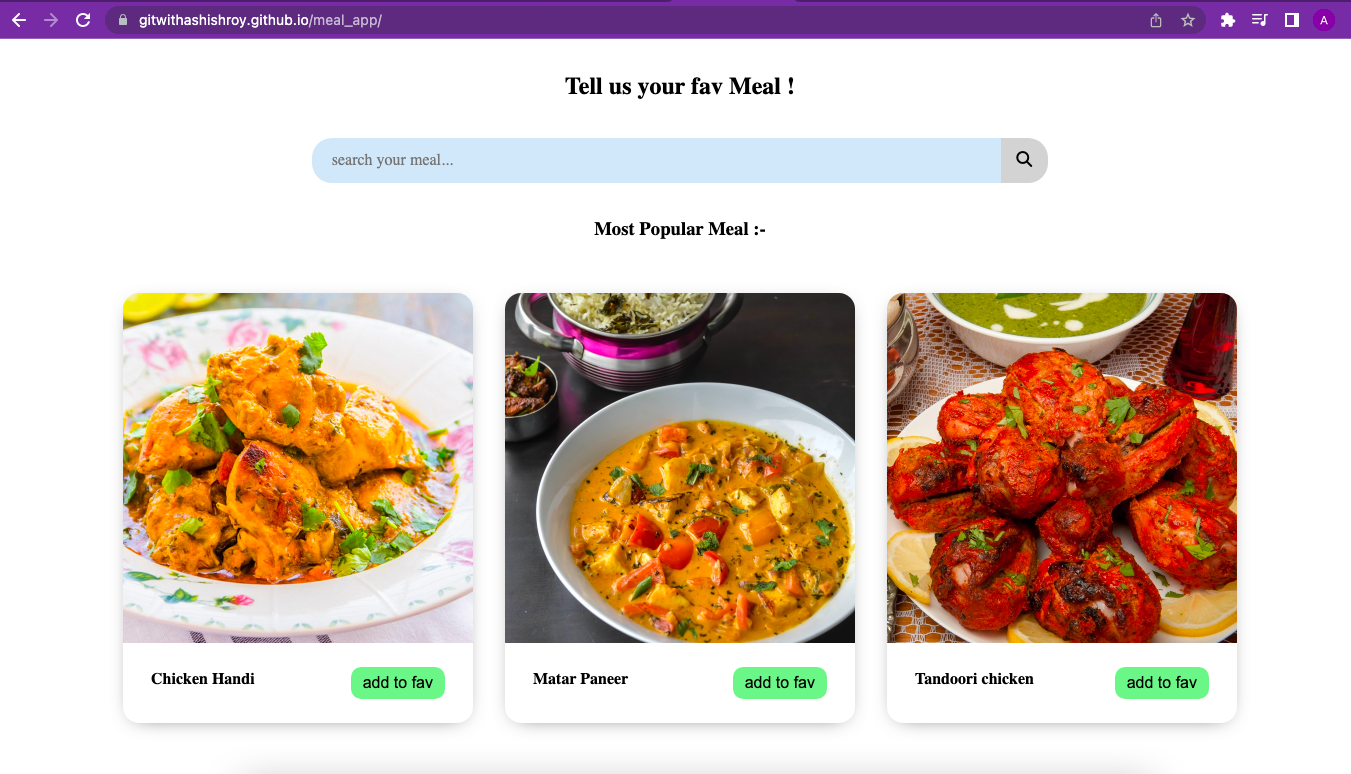 gitwithashishroy.github.io/meal_app/
A
Tell us your fav Meal !
search your meal...
Most Popular Meal :-
Chicken Handi
add to fav
Matar Paneer
add to fav
Tandoori chicken
add to fav